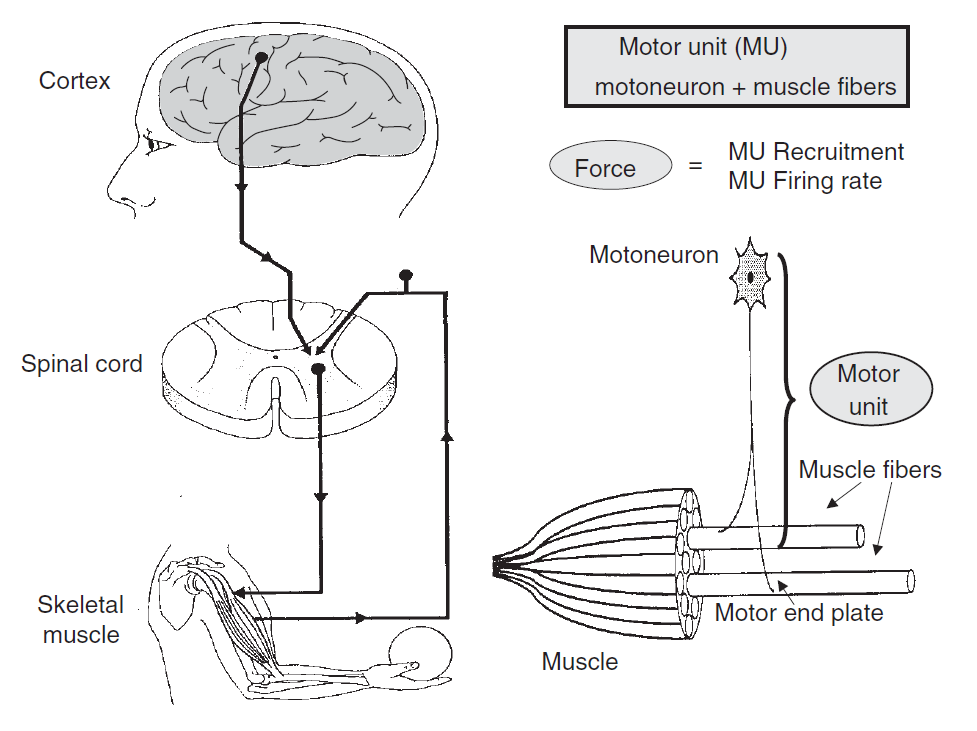 Cortex
Motor unit (MU)
motoneuron + muscle fibers
Force
=
MU Recruitment
MU Firing rate
Motoneuron
Spinal cord
Motor
unit
Muscle fibers
Skeletal
muscle
Motor end plate
Muscle